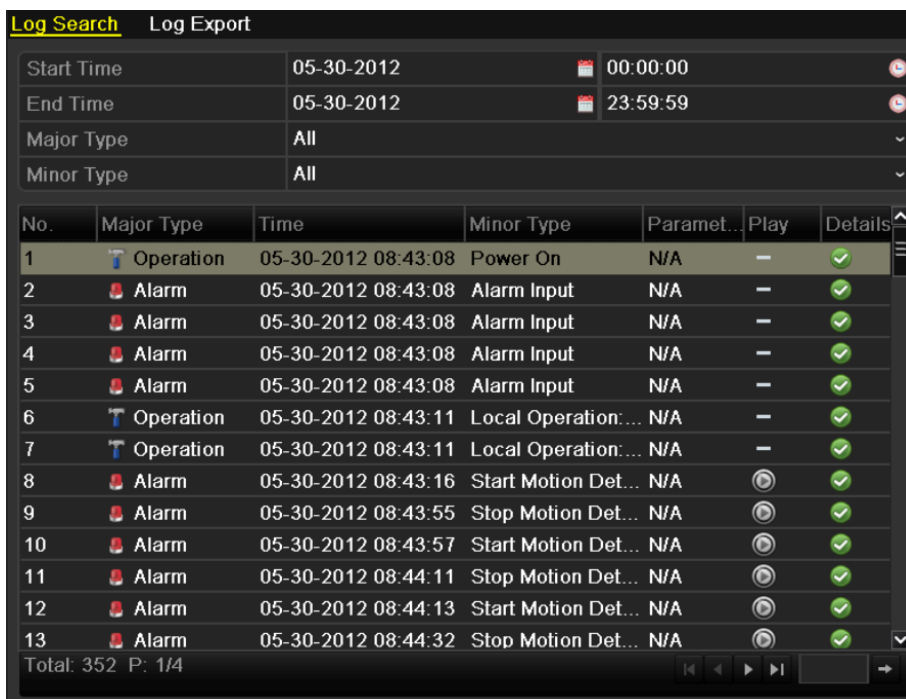 Log Search Log Export
Start Time 05-30-2012 00:00:00
End Time 05-30-2012 23:59:59
Major Type All
Minor Type All
No. Major Type Time Minor Type Paramet... Play Details
1 Operation 05-30-2012 08:43:08 Power On N/A –
2 Alarm 05-30-2012 08:43:08 Alarm Input N/A –
3 Alarm 05-30-2012 08:43:08 Alarm Input N/A –
4 Alarm 05-30-2012 08:43:08 Alarm Input N/A –
5 Alarm 05-30-2012 08:43:08 Alarm Input N/A –
6 Operation 05-30-2012 08:43:11 Local Operation:... N/A –
7 Operation 05-30-2012 08:43:11 Local Operation:... N/A –
8 Alarm 05-30-2012 08:43:16 Start Motion Det... N/A
9 Alarm 05-30-2012 08:43:55 Stop Motion Det... N/A
10 Alarm 05-30-2012 08:43:57 Start Motion Det... N/A
11 Alarm 05-30-2012 08:44:11 Stop Motion Det... N/A
12 Alarm 05-30-2012 08:44:13 Start Motion Det... N/A
13 Alarm 05-30-2012 08:44:32 Stop Motion Det... N/A
Total: 352 P: 1/4